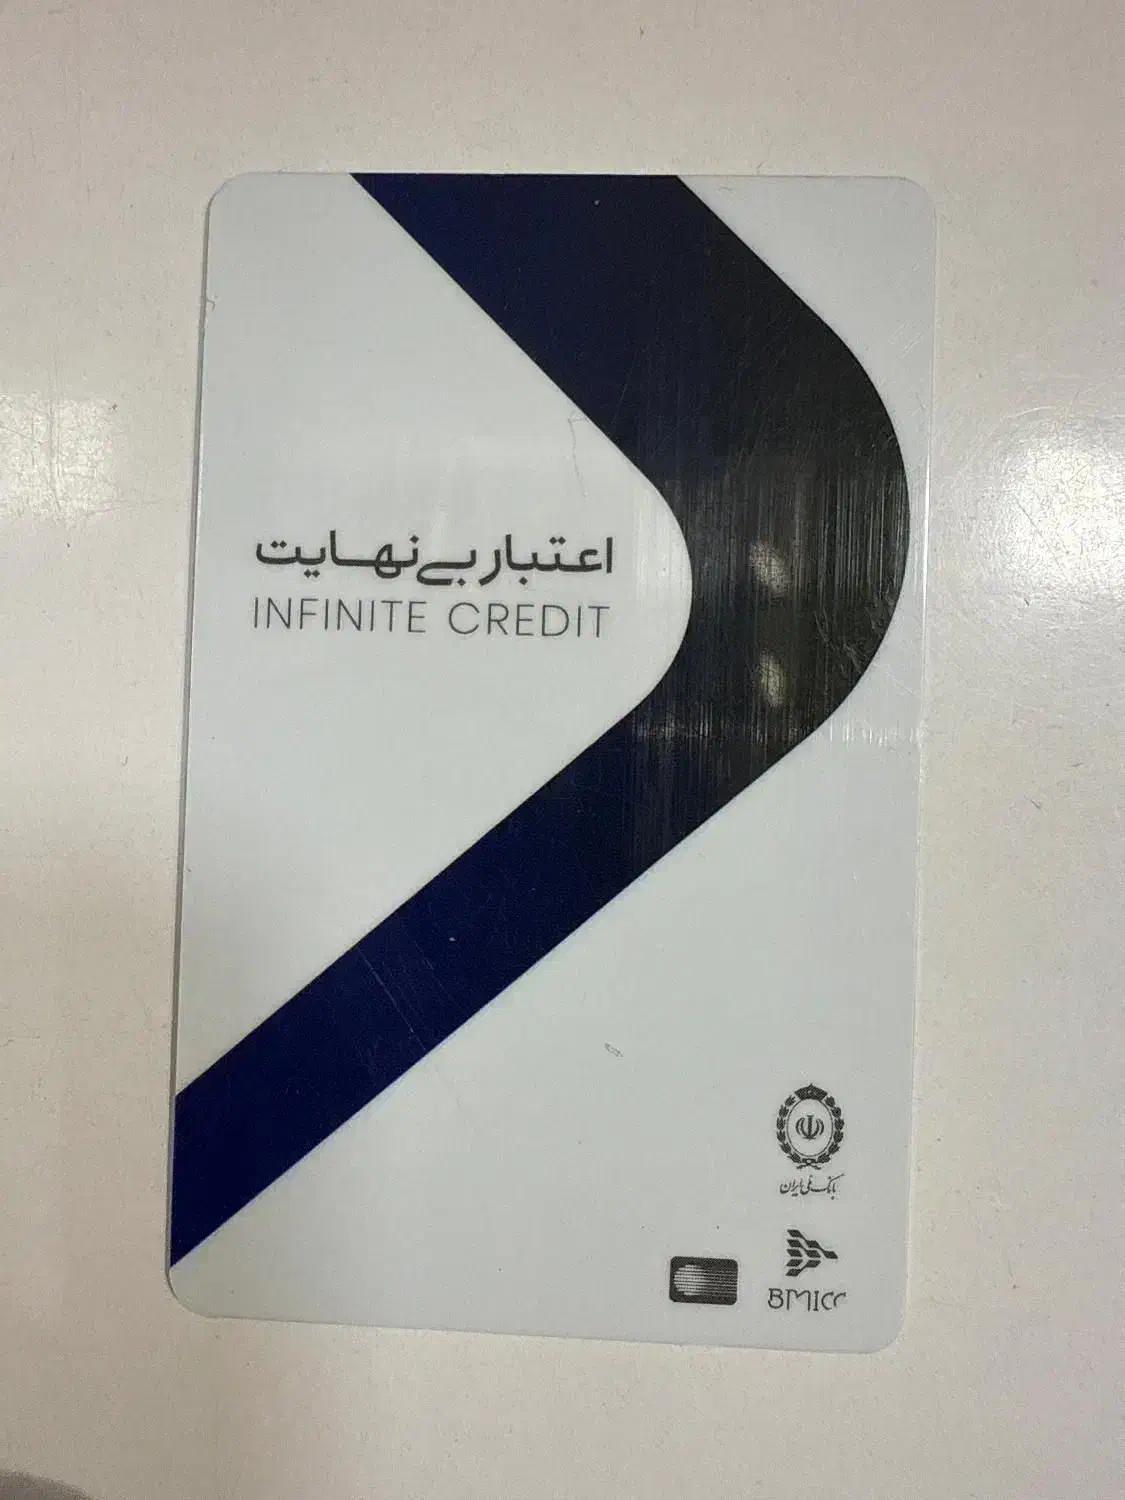 اعتبار بی‌نهایت
INFINITE CREDIT
بانک ملی ایران
BMICC